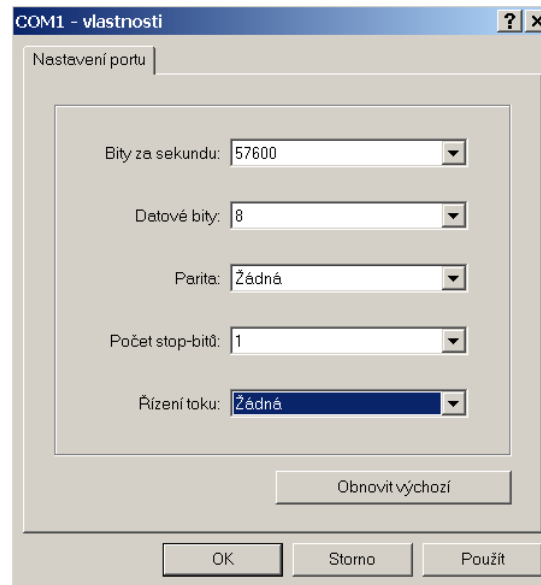 COM1 - vlastnosti
Nastavení portu
Bity za sekundu: 57600
Datové bity: 8
Parita: Žádná
Počet stop-bitů: 1
Řízení toku: Žádná
Obnovit výchozí
OK Storno Použít